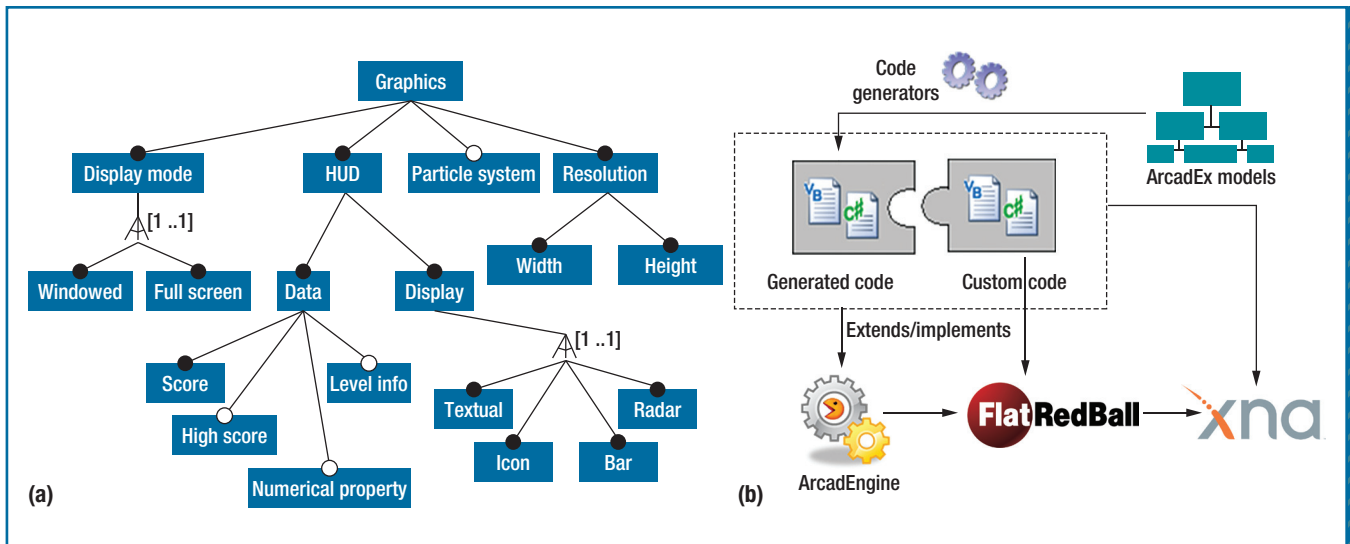 Graphics
Display mode
HUD
Particle system
Resolution
[1 ..1]
Windowed
Full screen
Data
Display
Width
Height
[1 ..1]
Score
Level info
High score
Numerical property
Textual
Radar
Icon
Bar
(a)
Code
generators
ArcadEx models
VB
C#
VB
C#
Generated code
Custom code
Extends/implements
ArcadEngine
FlatRedBall
xna
(b)